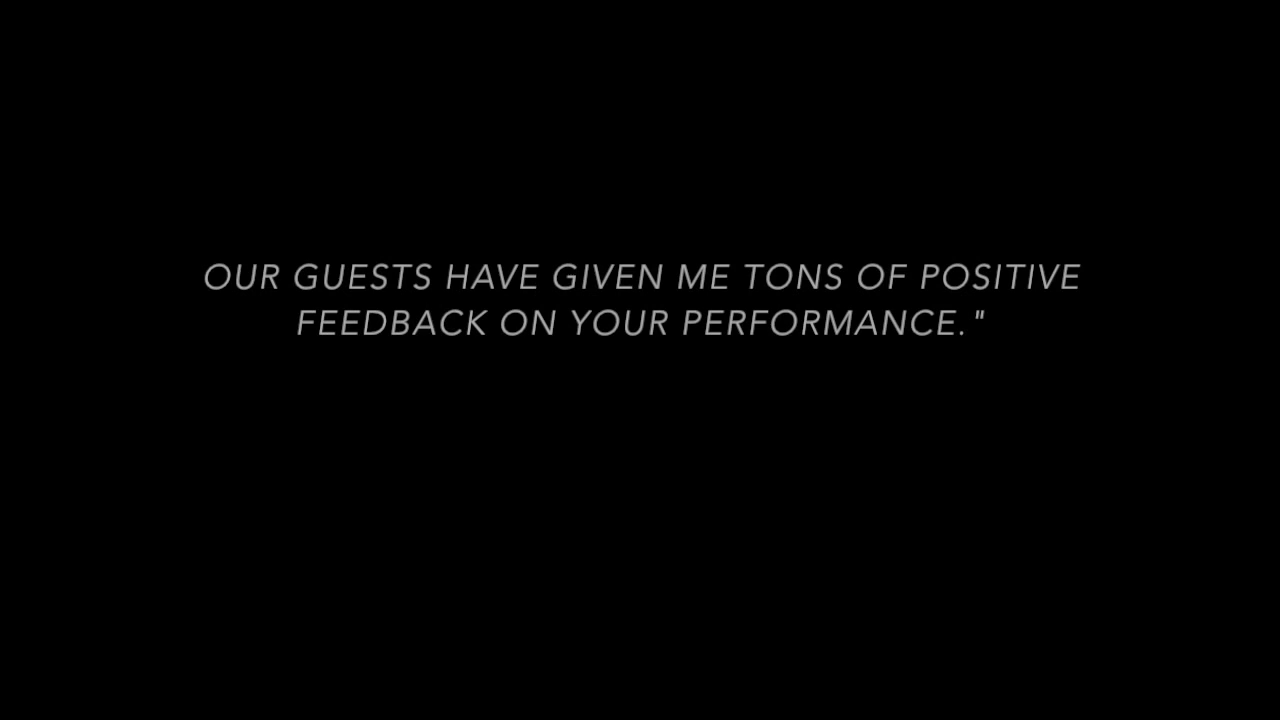 OUR GUESTS HAVE GIVEN ME TONS OF POSITIVE
FEEDBACK ON YOUR PERFORMANCE."